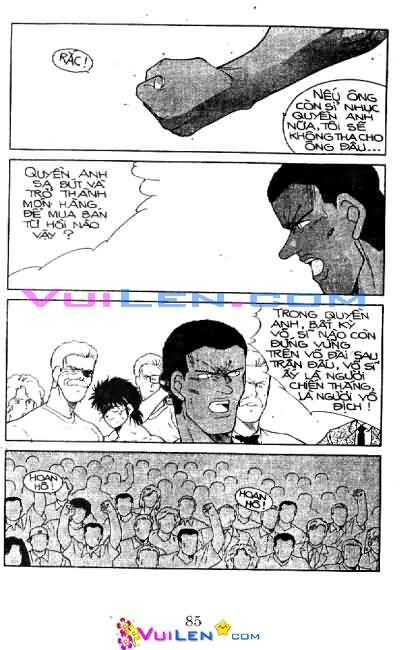 RẮC!
NẾU ÔNG
CÒN SỈ NHỤC
QUYỀN ANH
NỮA, TÔI SẼ
KHÔNG THA CHO
ÔNG ĐÂU...
QUYỀN ANH
SA SÚT VÀ
TRỞ THÀNH
MÓN HÀNG
ĐỂ MUA BÁN
TỪ HỒI NÀO
VẬY?
VUILEN.COM
TRONG QUYỀN
ANH, BẤT KỲ
VÕ SĨ NÀO CÒN
ĐỨNG VỮNG
TRÊN VÕ ĐÀI SAU
TRẬN ĐẤU, VÕ SĨ
ẤY LÀ NGƯỜI
CHIẾN THẮNG,
LÀ NGƯỜI VÔ
ĐỊCH!
HOAN
HÔ!
HOAN
HÔ!
85
VUILEN.COM